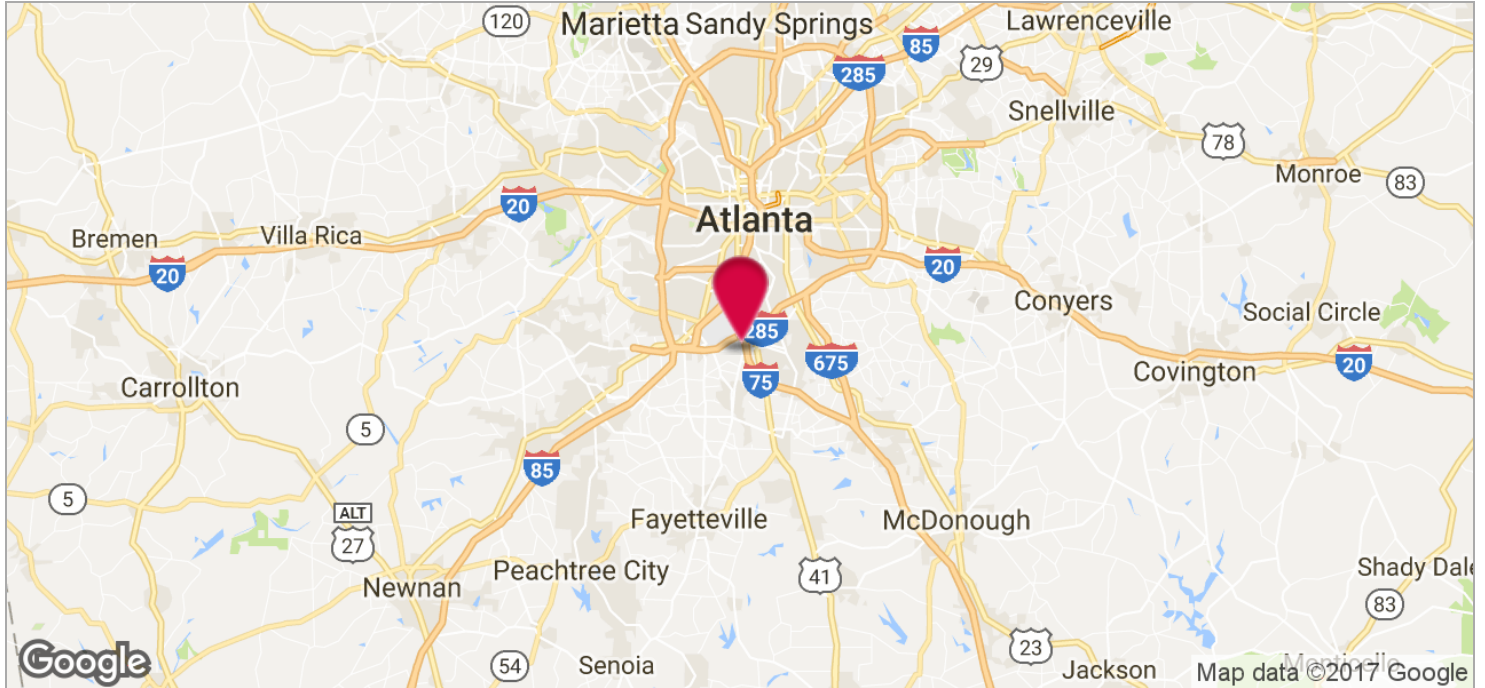 120
Marietta
Sandy Springs
Lawrenceville
85
285
29
Snellville
78
Monroe
83
20
Atlanta
Bremen
Villa Rica
20
20
Conyers
Social Circle
285
675
75
Covington
20
Carrollton
5
85
5
ALT
27
Fayetteville
McDonough
Newnan
Peachtree City
41
Shady Dale
83
23
Google
54
Senoia
Jackson
Monticello
Map data ©2017 Google